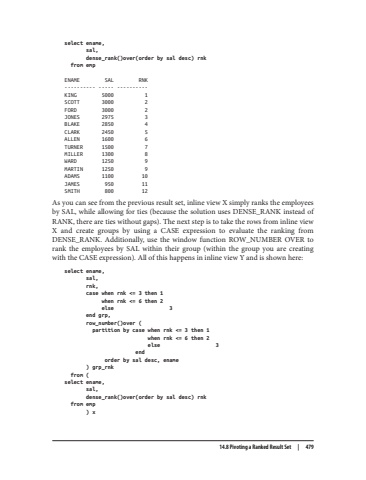 select ename,
       sal,
       dense_rank()over(order by sal desc) rnk
  from emp

ENAME        SAL        RNK
---------- ----- ----------
KING        5000          1
SCOTT       3000          2
FORD        3000          2
JONES       2975          3
BLAKE       2850          4
CLARK       2450          5
ALLEN       1600          6
TURNER      1500          7
MILLER      1300          8
WARD        1250          9
MARTIN      1250          9
ADAMS       1100         10
JAMES        950         11
SMITH        800         12
As you can see from the previous result set, inline view X simply ranks the employees
by SAL, while allowing for ties (because the solution uses DENSE_RANK instead of
RANK, there are ties without gaps). The next step is to take the rows from inline view
X and create groups by using a CASE expression to evaluate the ranking from
DENSE_RANK. Additionally, use the window function ROW_NUMBER OVER to
rank the employees by SAL within their group (within the group you are creating
with the CASE expression). All of this happens in inline view Y and is shown here:
select ename,
       sal,
       rnk,
       case when rnk <= 3 then 1
            when rnk <= 6 then 2
            else                  3
       end grp,
       row_number()over (
         partition by case when rnk <= 3 then 1
                           when rnk <= 6 then 2
                           else                  3
                       end
             order by sal desc, ename
       ) grp_rnk
  from (
select ename,
       sal,
       dense_rank()over(order by sal desc) rnk
  from emp
       ) x
14.8 Pivoting a Ranked Result Set | 479